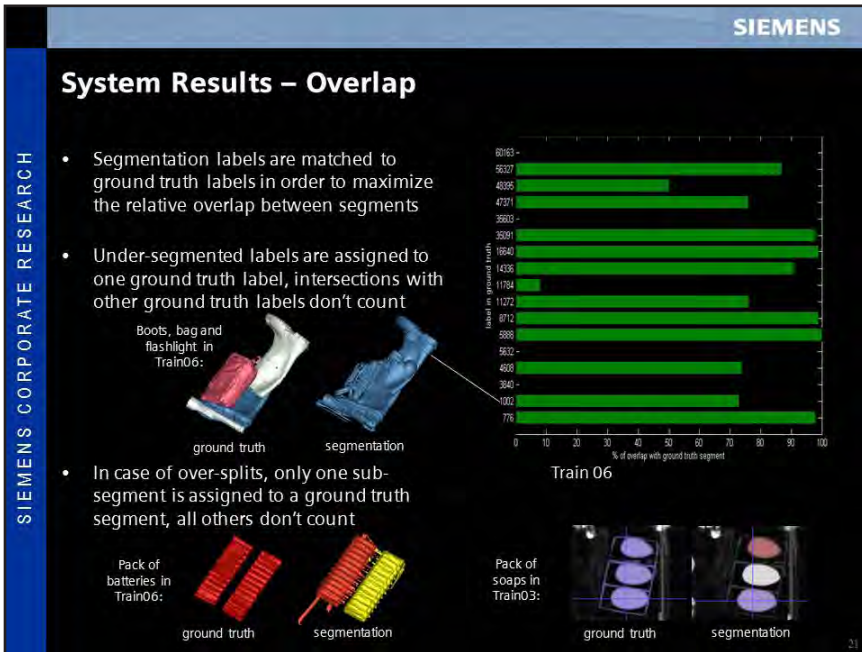 SIEMENS
SIEMENS CORPORATE RESEARCH
System Results – Overlap
• Segmentation labels are matched to
ground truth labels in order to maximize
the relative overlap between segments
• Under-segmented labels are assigned to
one ground truth label, intersections with
other ground truth labels don't count
Boots, bag and
flashlight in
Train06:
ground truth
segmentation
• In case of over-splits, only one sub-
segment is assigned to a ground truth
segment, all others don't count
Pack of
batteries in
Train06:
ground truth
segmentation
label in ground truth
60163
56327
48395
47371
35603
35091
16640
14336
11784
11272
8712
5888
5632
4608
3840
1002
776
0 10 20 30 40 50 60 70 80 90 100
% of overlap with ground truth segment
Train 06
Pack of
soaps in
Train03:
ground truth
segmentation
21